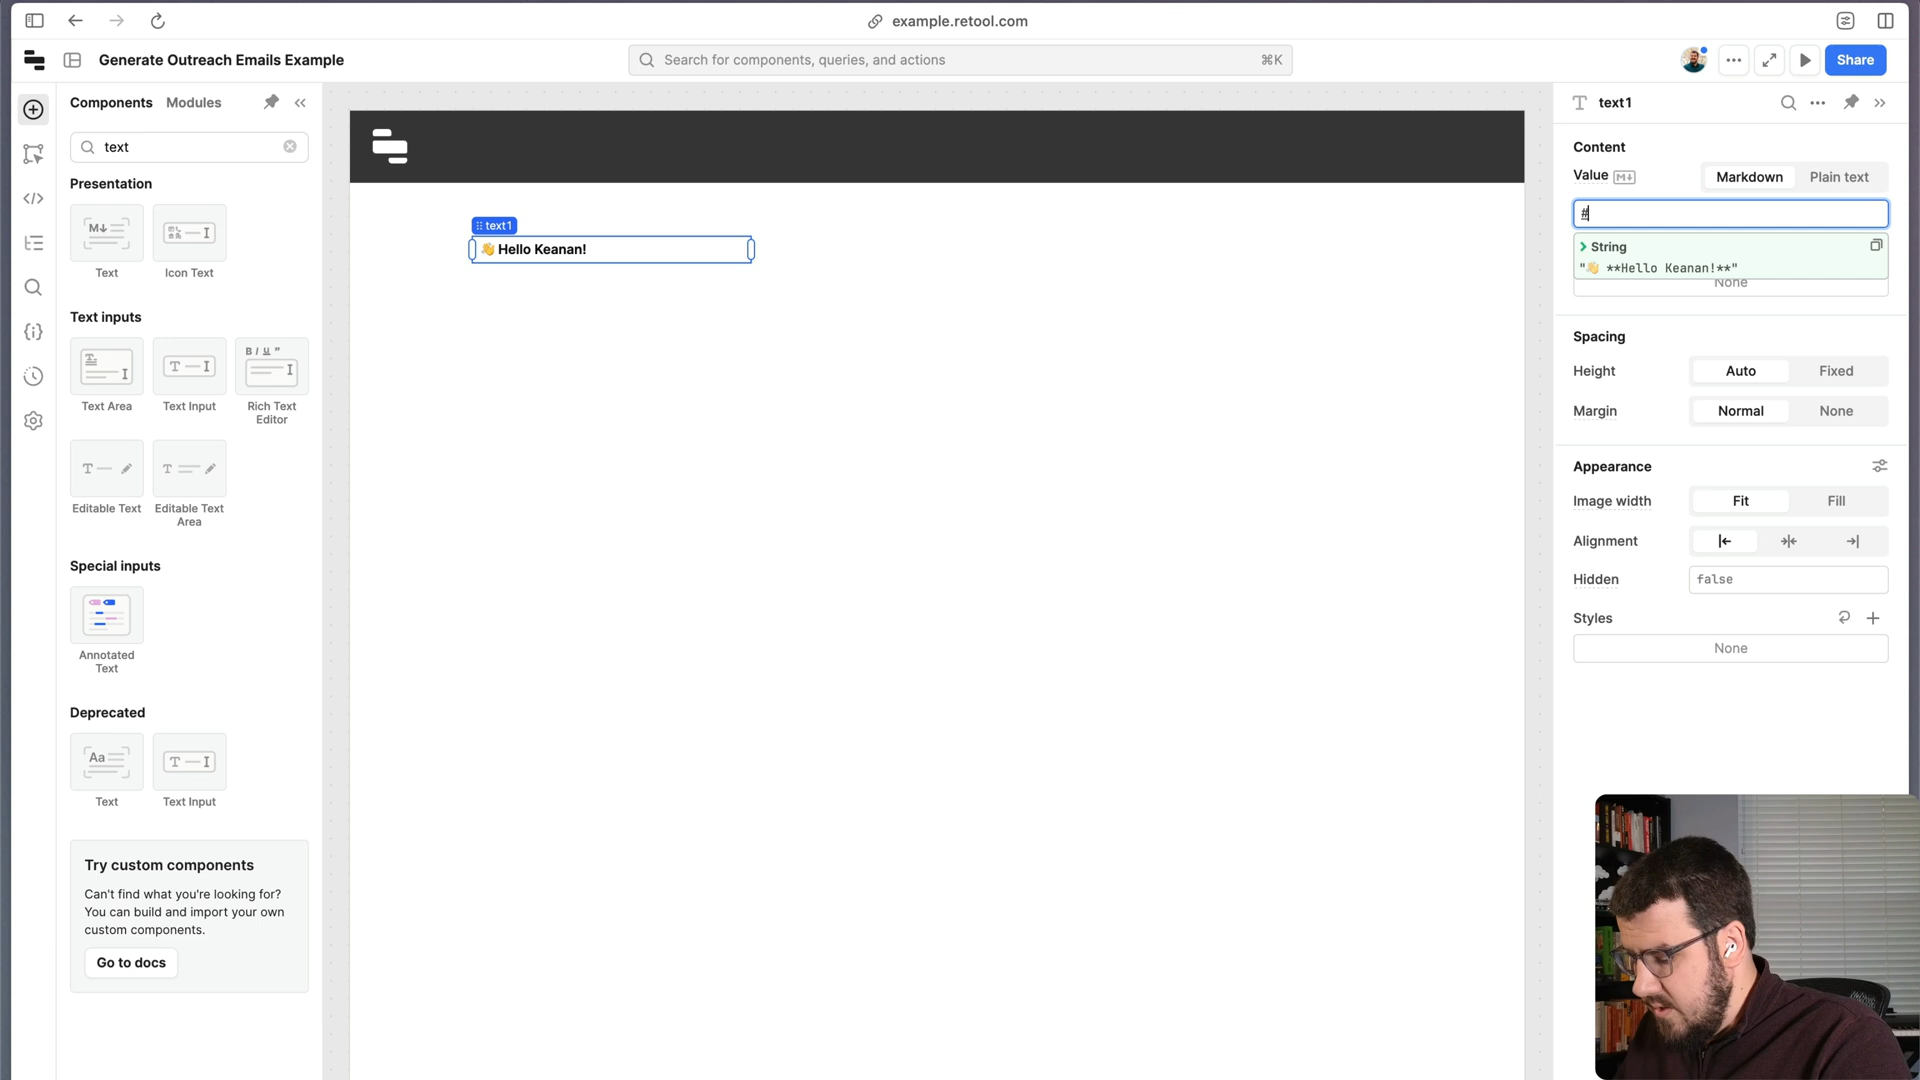 example.retool.com
Generate Outreach Emails Example
Search for components, queries, and actions
⌘K
Share
Components
Modules
text
Presentation
M↓
Text
Icon Text
Text inputs
Text Area
Text Input
B I U "
Rich Text
Editor
Editable Text
Editable Text
Area
Special inputs
Annotated
Text
Deprecated
Aa
Text
Text Input
Try custom components
Can't find what you're looking for?
You can build and import your own
custom components.
Go to docs
text1
👋 Hello Keanan!
text1
Content
Value M↓
Markdown
Plain text
#
String
"👋 **Hello Keanan!**"
None
Spacing
Height
Auto
Fixed
Margin
Normal
None
Appearance
Image width
Fit
Fill
Alignment
Hidden
false
Styles
None